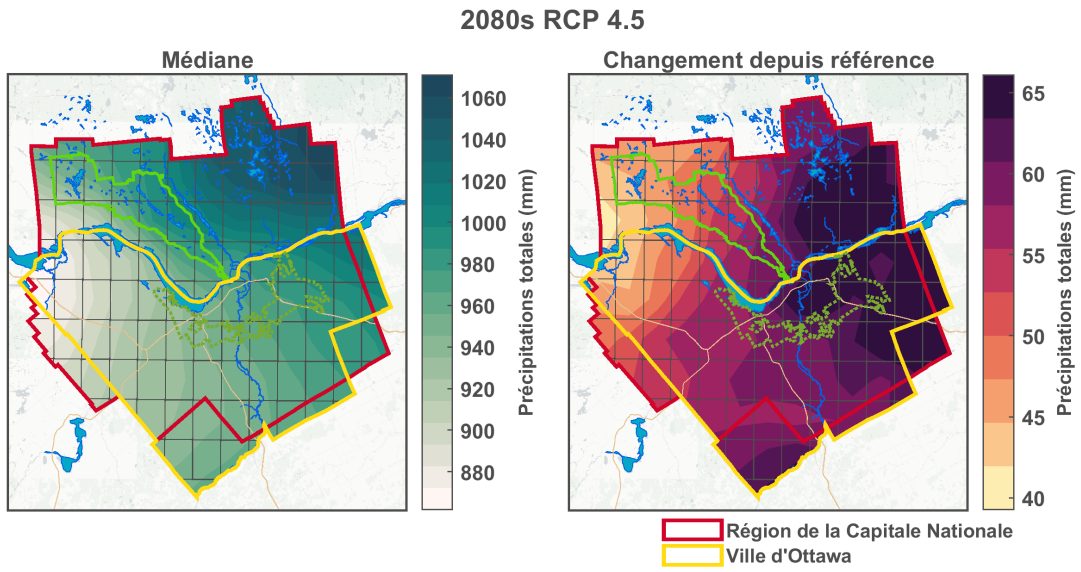 2080s RCP 4.5
Médiane
1060
1040
1020
1000
980
960
940
920
900
880
Précipitations totales (mm)
Changement depuis référence
65
60
55
50
45
40
Précipitations totales (mm)
Région de la Capitale Nationale
Ville d'Ottawa